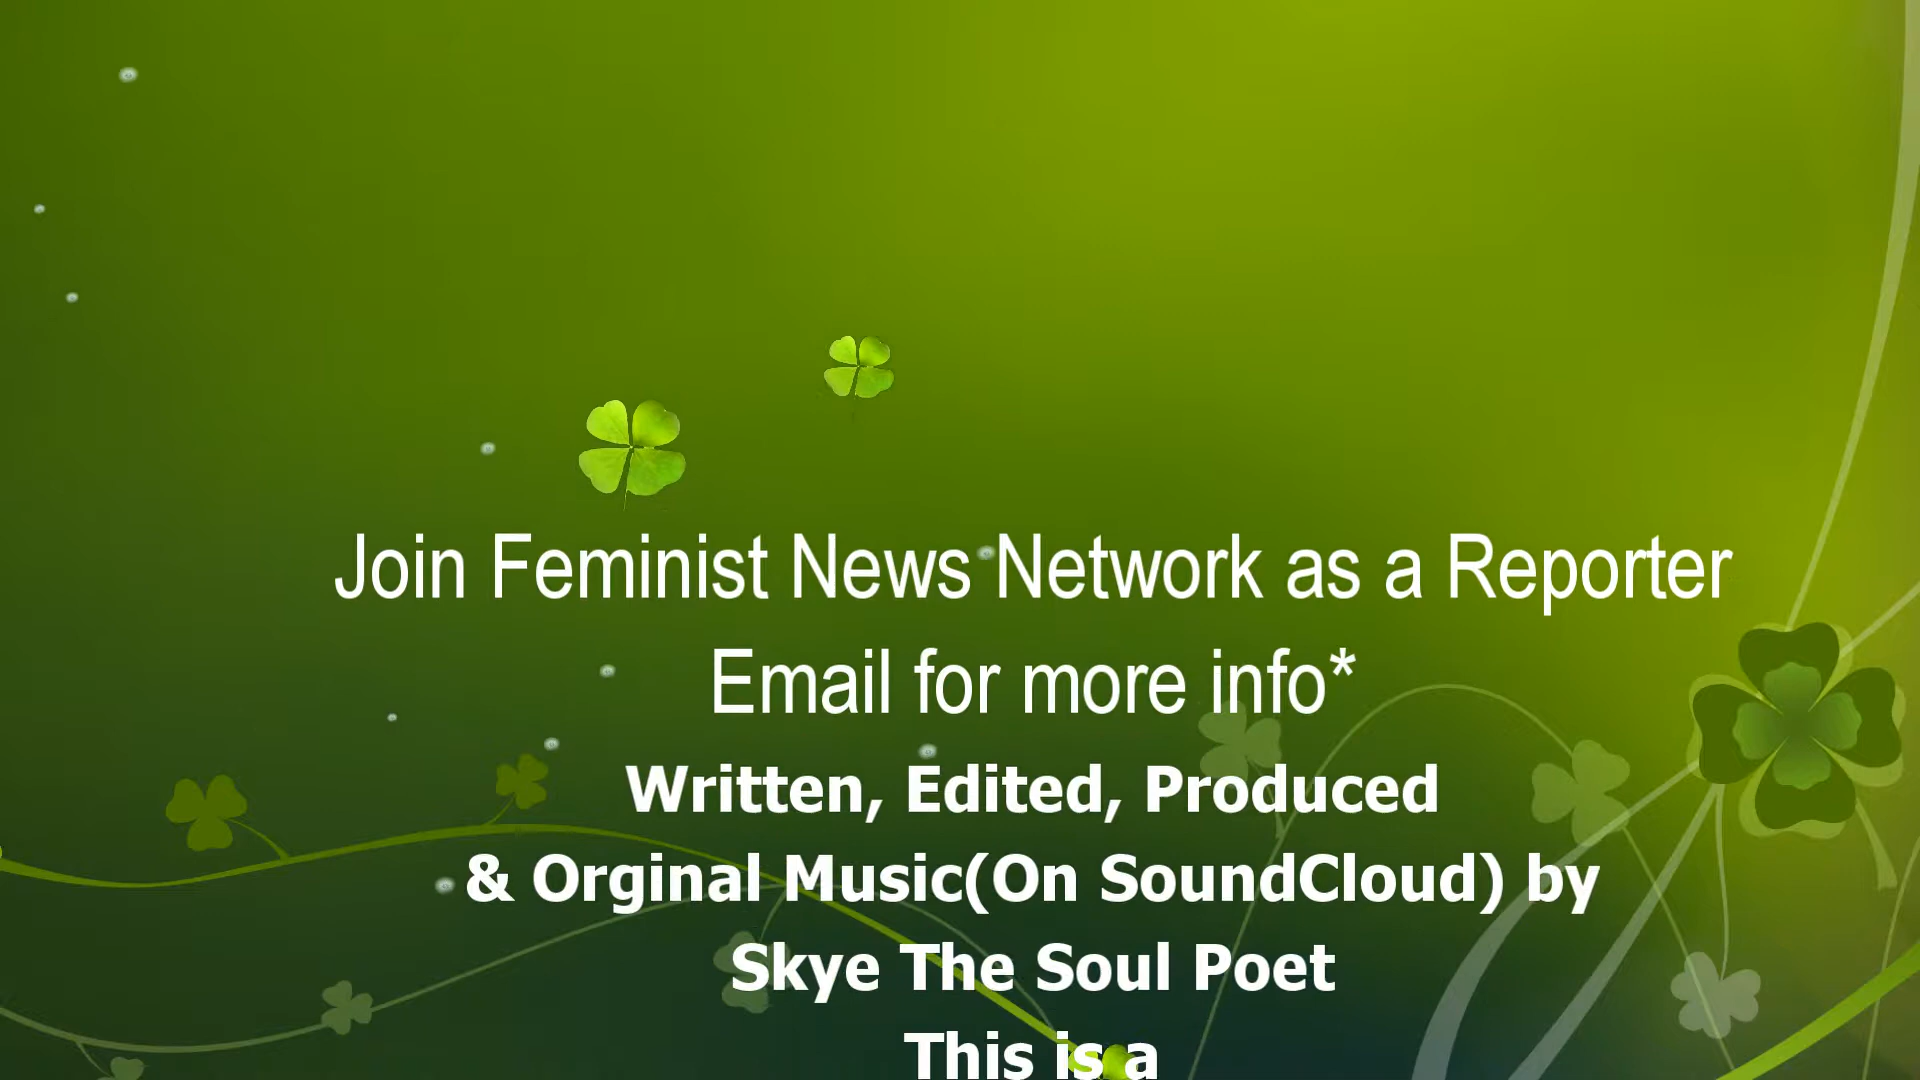 Join Feminist News Network as a Reporter
Email for more info*
Written, Edited, Produced
& Orginal Music(On SoundCloud) by
Skye The Soul Poet
This is a